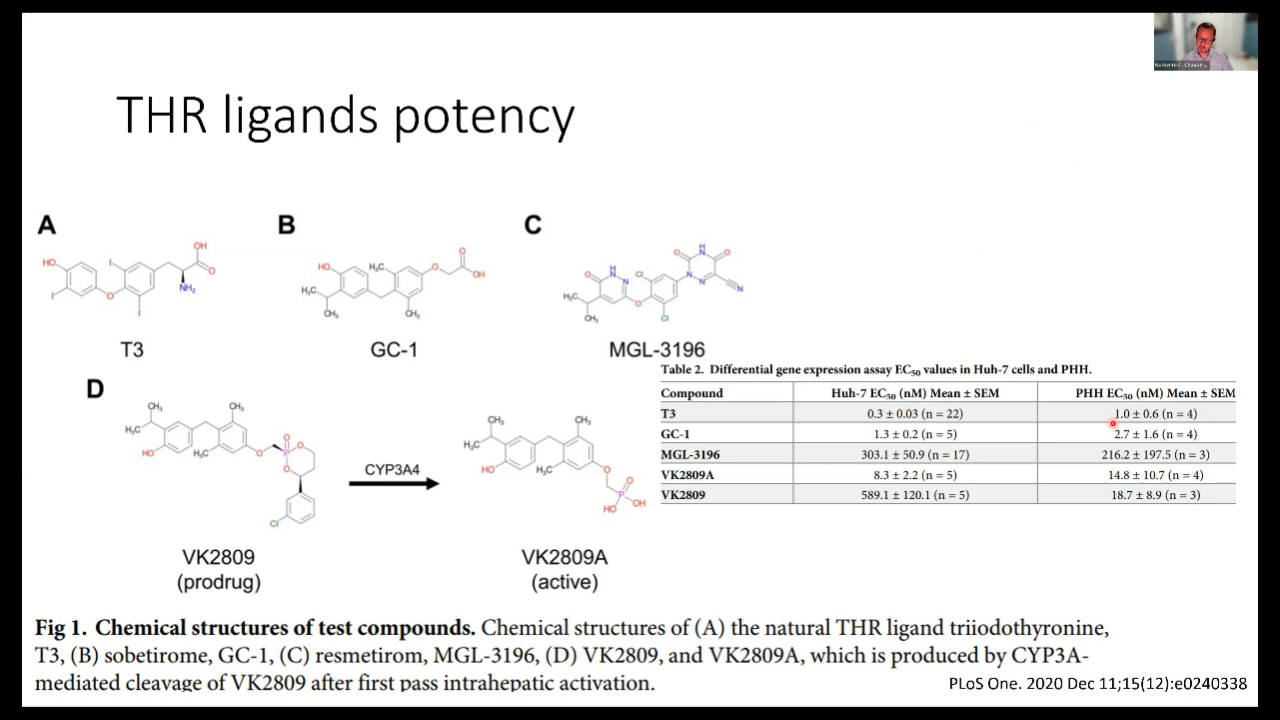 THR ligands potency
A
B
C
HO
I
O
I
I
OH
O
NH₂
T3
HO
H₃C
CH₃
H₃C
CH₃
O
O
OH
GC-1
O
H
N
N
H₃C
CH₃
O
Cl
Cl
O
H
N
O
N
N
N
MGL-3196
D
CH₃
H₃C
HO
CH₃
H₃C
O
O
P
O
O
Cl
VK2809
(prodrug)
CYP3A4
CH₃
H₃C
HO
CH₃
H₃C
O
O
P
OH
HO
VK2809A
(active)
Table 2. Differential gene expression assay EC₅₀ values in Huh-7 cells and PHH.
Compound Huh-7 EC₅₀ (nM) Mean ± SEM PHH EC₅₀ (nM) Mean ± SEM
T3 0.3 ± 0.03 (n = 22) 1.0 ± 0.6 (n = 4)
GC-1 1.3 ± 0.2 (n = 5) 2.7 ± 1.6 (n = 4)
MGL-3196 303.1 ± 50.9 (n = 17) 216.2 ± 197.5 (n = 3)
VK2809A 8.3 ± 2.2 (n = 5) 14.8 ± 10.7 (n = 4)
VK2809 589.1 ± 120.1 (n = 5) 18.7 ± 8.9 (n = 3)
Fig 1. Chemical structures of test compounds. Chemical structures of (A) the natural THR ligand triiodothyronine,
T3, (B) sobetirome, GC-1, (C) resmetirom, MGL-3196, (D) VK2809, and VK2809A, which is produced by CYP3A-
mediated cleavage of VK2809 after first pass intrahepatic activation.
PLoS One. 2020 Dec 11;15(12):e0240338